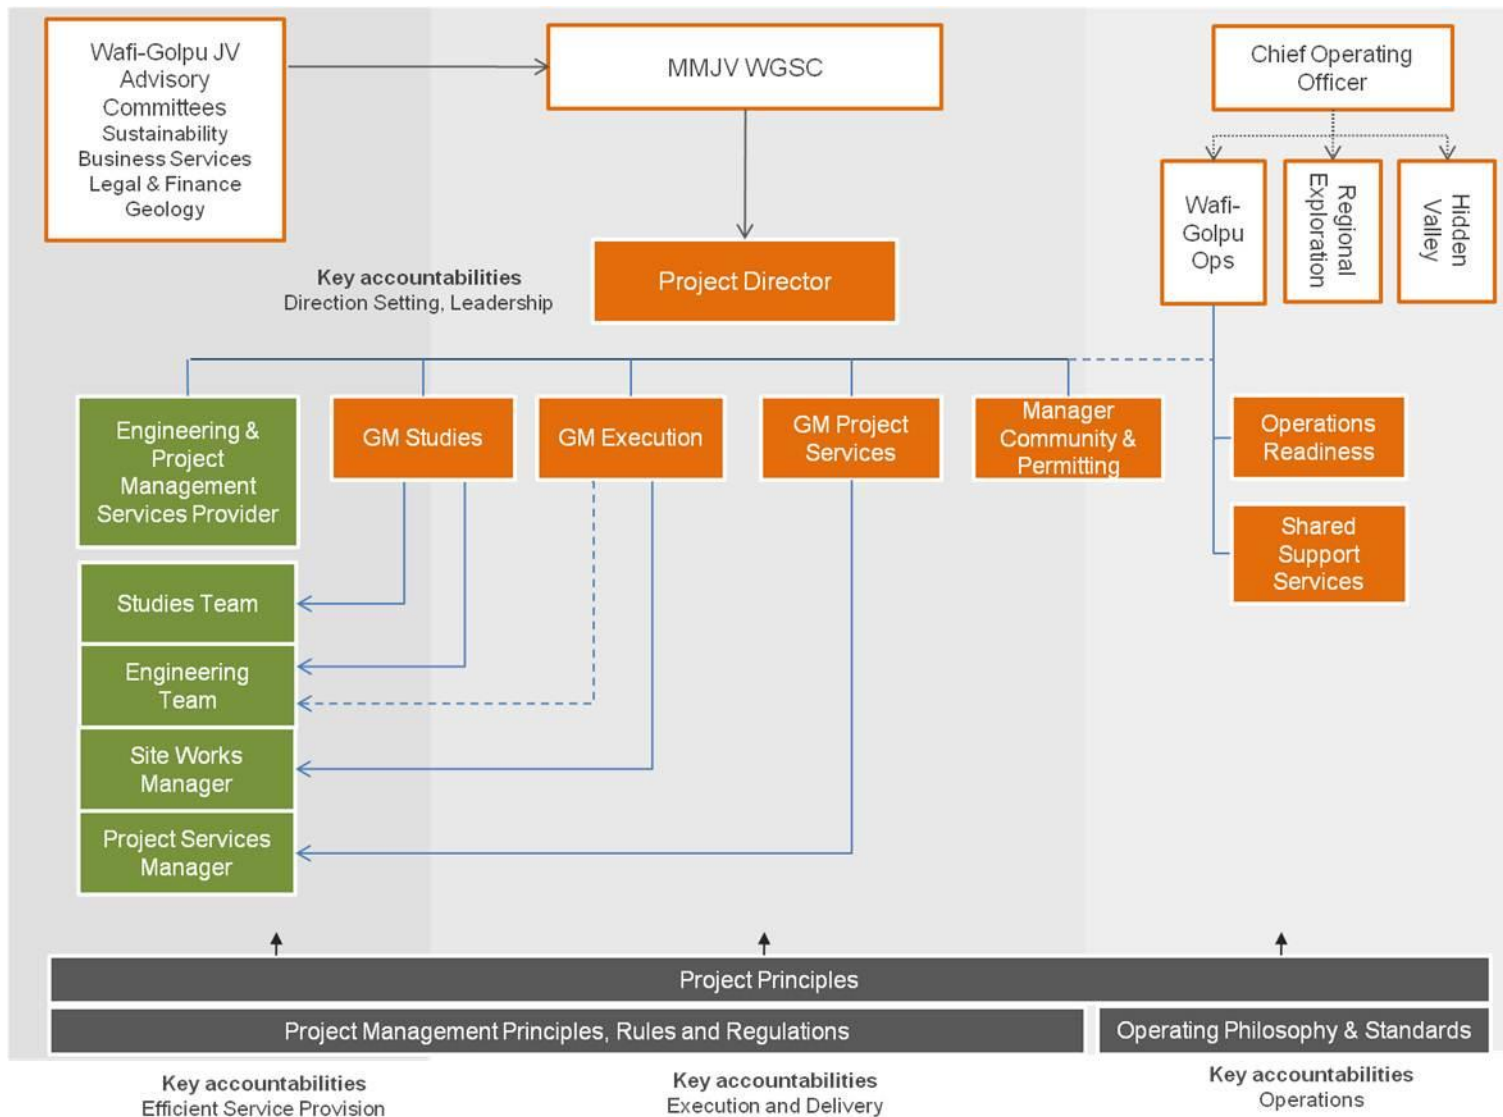 Wafi-Golpu JV
Advisory
Committees
Sustainability
Business Services
Legal & Finance
Geology
MMJV WGSC
Chief Operating
Officer
Wafi-
Golpu
Ops
Regional
Exploration
Hidden
Valley
Key accountabilities
Direction Setting, Leadership
Project Director
Engineering &
Project
Management
Services Provider
GM Studies
GM Execution
GM Project
Services
Manager
Community &
Permitting
Operations
Readiness
Shared
Support
Services
Studies Team
Engineering
Team
Site Works
Manager
Project Services
Manager
Project Principles
Project Management Principles, Rules and Regulations
Operating Philosophy & Standards
Key accountabilities
Efficient Service Provision
Key accountabilities
Execution and Delivery
Key accountabilities
Operations